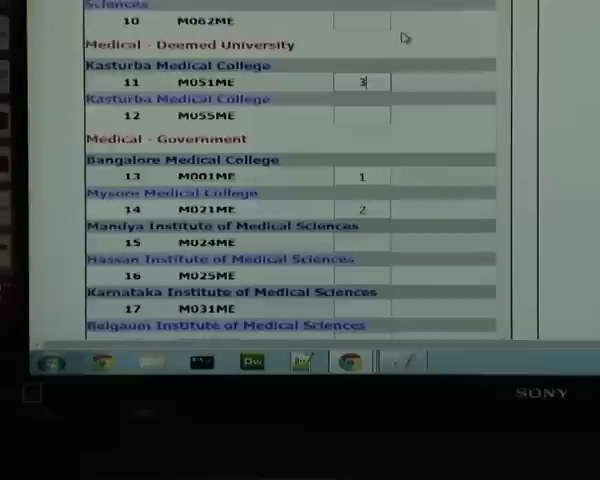 Sciences
10 M062ME
Medical - Deemed University
Kasturba Medical College
11 M051ME 3
Kasturba Medical College
12 M055ME
Medical - Government
Bangalore Medical College
13 M001ME 1
Mysore Medical College
14 M021ME 2
Mandya Institute of Medical Sciences
15 M024ME
Hassan Institute of Medical Sciences
16 M025ME
Karnataka Institute of Medical Sciences
17 M031ME
Belgaum Institute of Medical Sciences
Dw
SONY